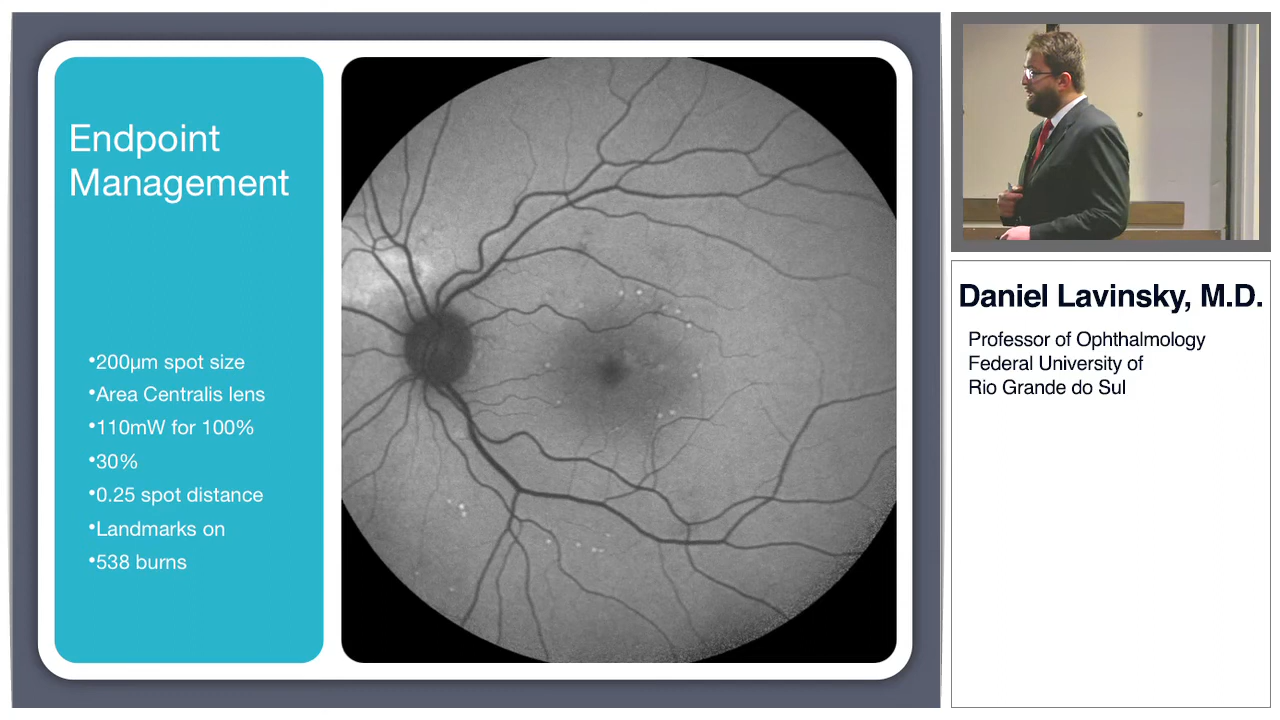 Endpoint
Management
•200µm spot size
•Area Centralis lens
•110mW for 100%
•30%
•0.25 spot distance
•Landmarks on
•538 burns
Daniel Lavinsky, M.D.
Professor of Ophthalmology
Federal University of
Rio Grande do Sul